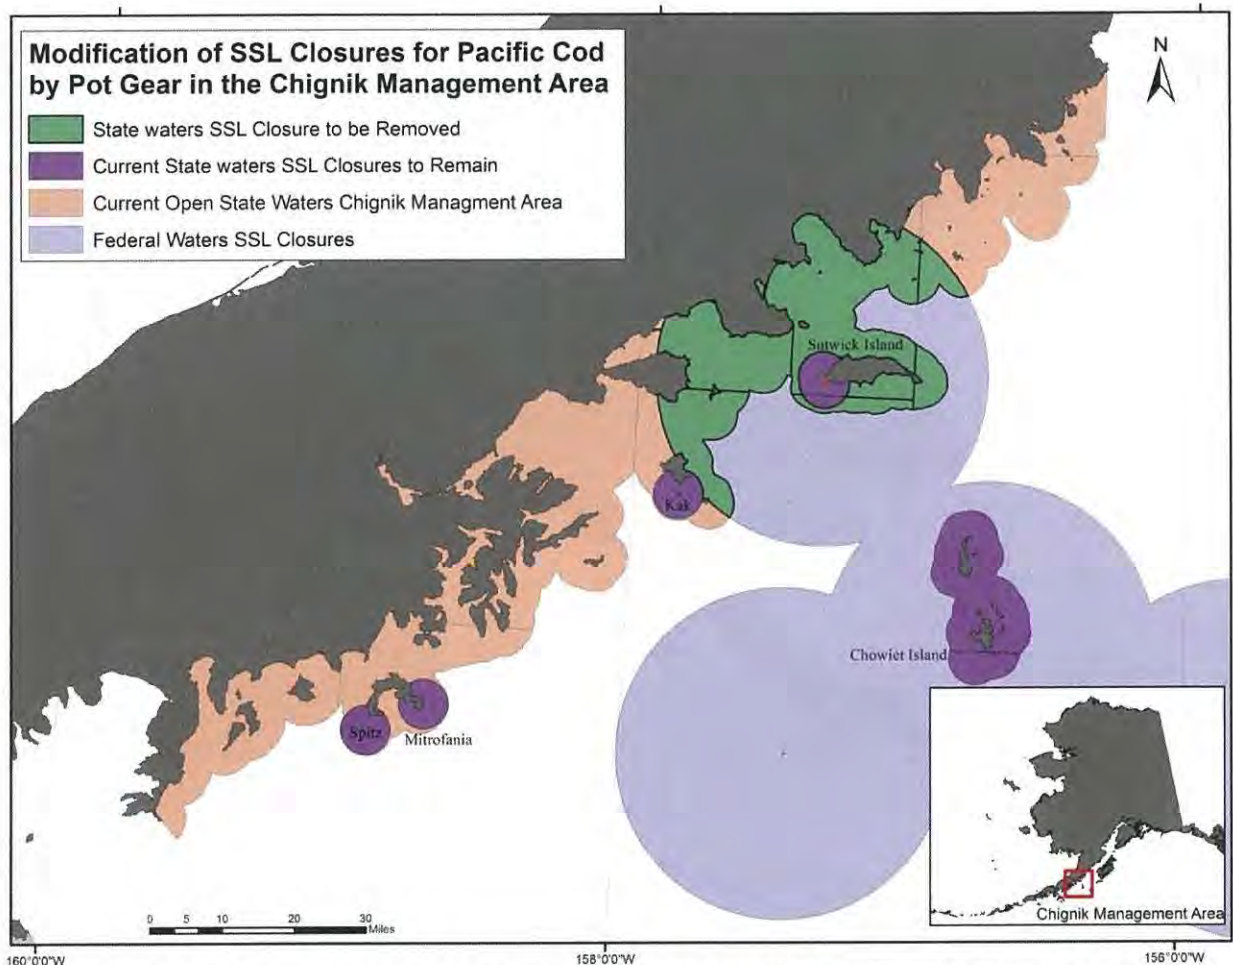 Modification of SSL Closures for Pacific Cod
by Pot Gear in the Chignik Management Area
State waters SSL Closure to be Removed
Current State waters SSL Closures to Remain
Current Open State Waters Chignik Managment Area
Federal Waters SSL Closures
N
Sutwick Island
Kak
Chowiet Island
Spitz
Mitrofania
Chignik Management Area
0 5 10 20 30
Miles
160°0'0"W 158°0'0"W 156°0'0"W